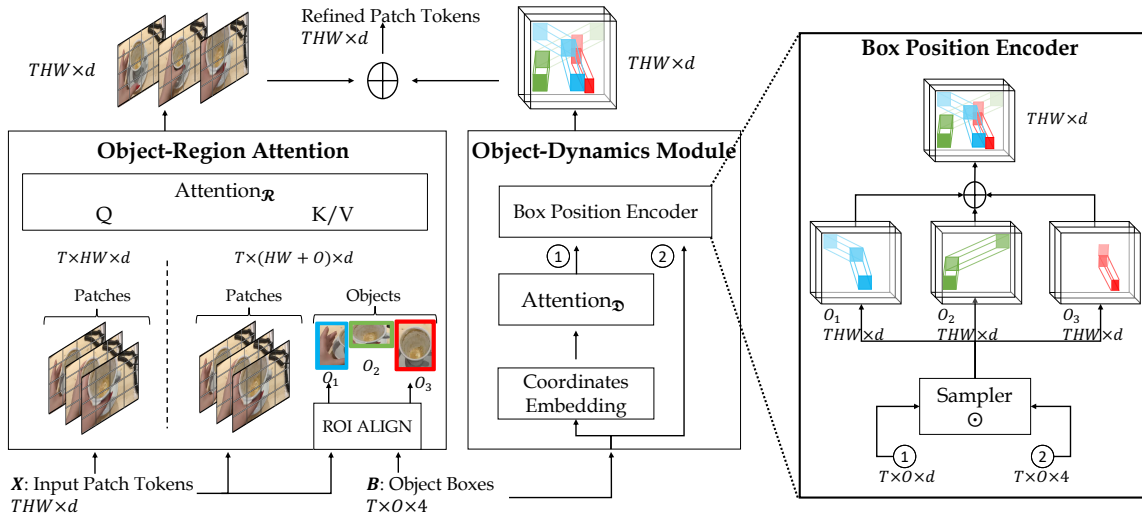 Refined Patch Tokens
THW×d
THW×d
THW×d
Object-Region Attention
Attentionℛ
Q
K/V
T×HW×d
T×(HW + O)×d
Patches
Patches
Objects
O1
O2
O3
ROI ALIGN
X: Input Patch Tokens
THW×d
B: Object Boxes
T×O×4
Object-Dynamics Module
Box Position Encoder
1
2
Attention𝔇
Coordinates
Embedding
Box Position Encoder
THW×d
O1
THW×d
O2
THW×d
O3
THW×d
Sampler
⊙
1
T×O×d
2
T×O×4